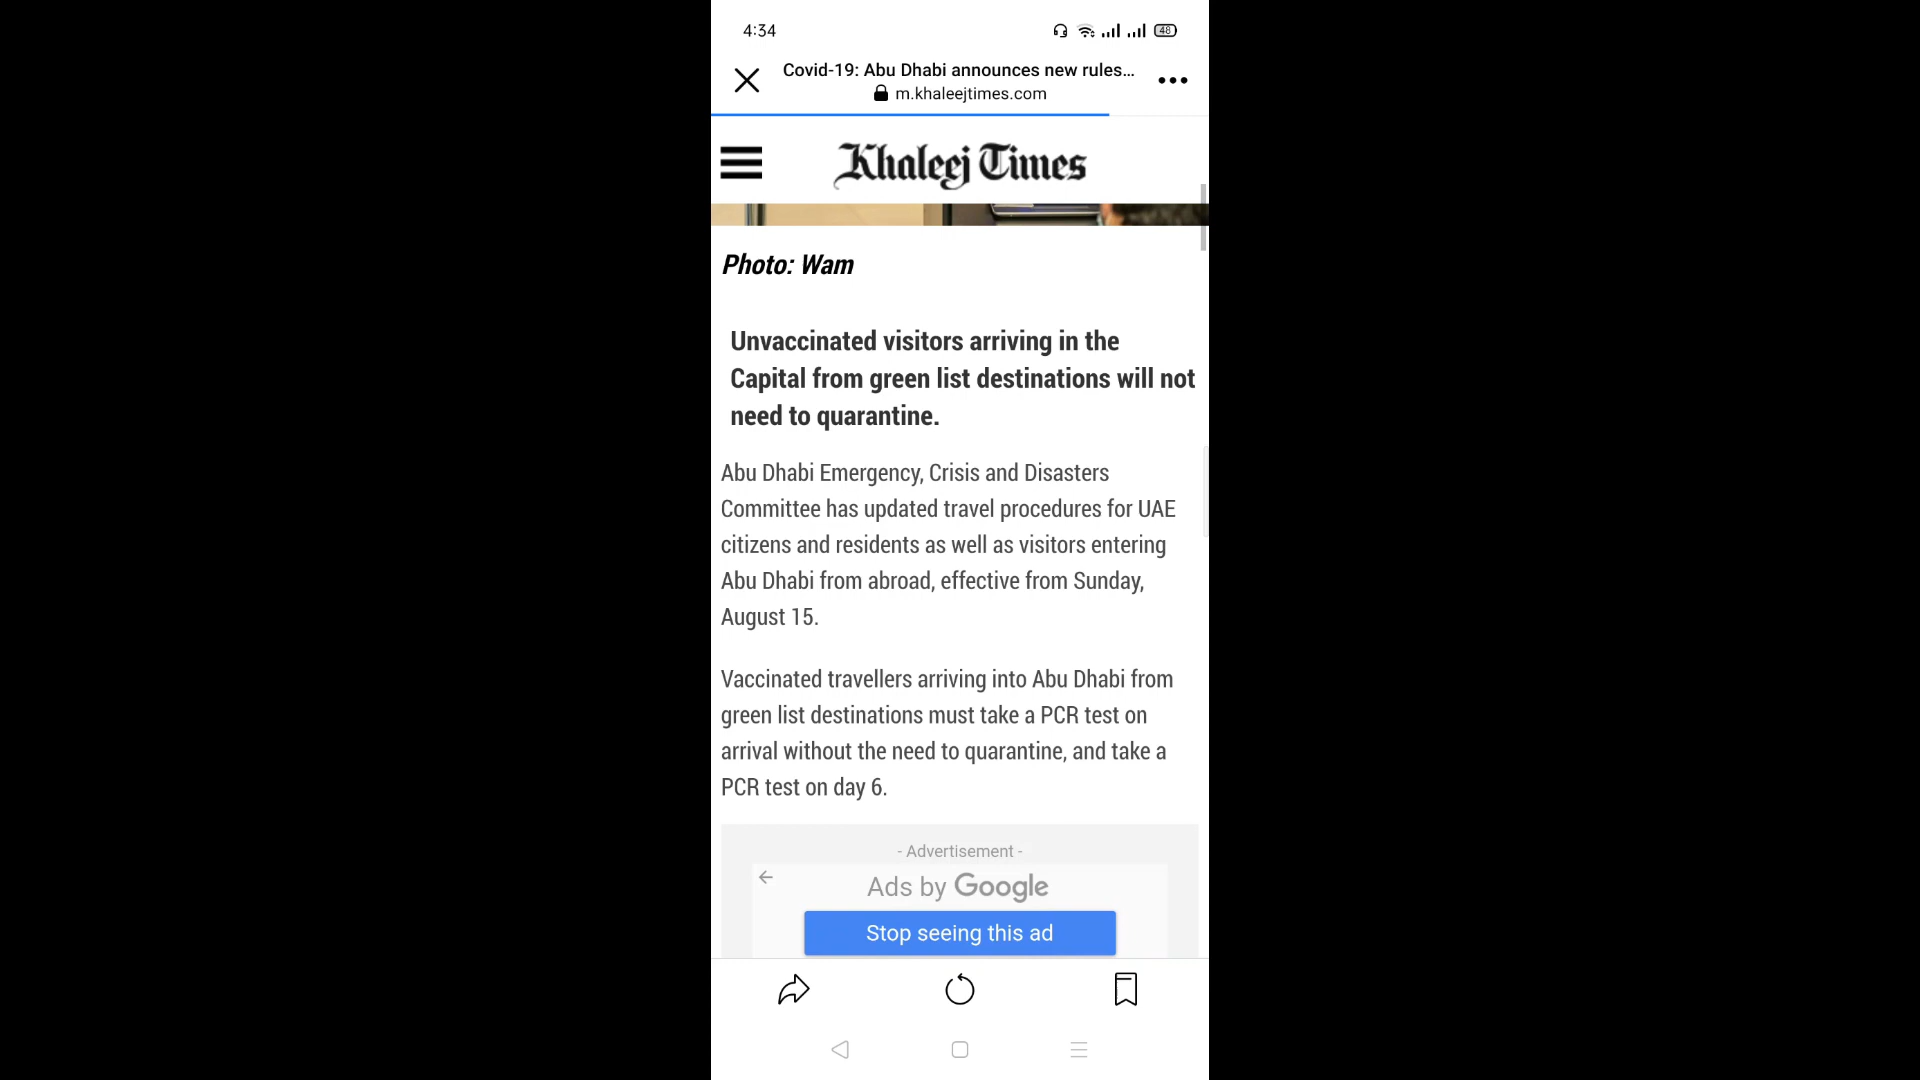 4:34
48
Covid-19: Abu Dhabi announces new rules...
m.khaleejtimes.com
Khaleej Times
Photo: Wam
Unvaccinated visitors arriving in the
Capital from green list destinations will not
need to quarantine.
Abu Dhabi Emergency, Crisis and Disasters
Committee has updated travel procedures for UAE
citizens and residents as well as visitors entering
Abu Dhabi from abroad, effective from Sunday,
August 15.
Vaccinated travellers arriving into Abu Dhabi from
green list destinations must take a PCR test on
arrival without the need to quarantine, and take a
PCR test on day 6.
- Advertisement -
Ads by Google
Stop seeing this ad